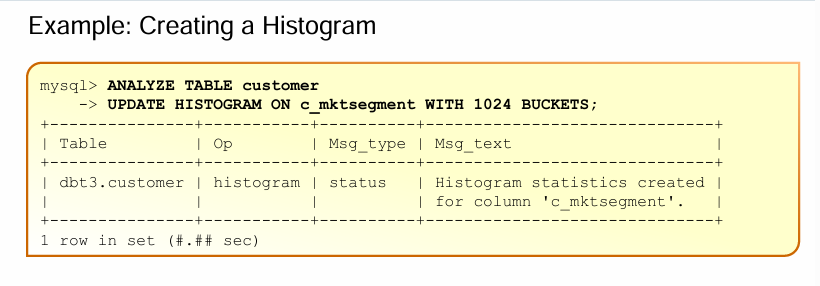 Example: Creating a Histogram
mysql> ANALYZE TABLE customer
    -> UPDATE HISTOGRAM ON c_mktsegment WITH 1024 BUCKETS;
+---------------+-----------+----------+------------------------------+
| Table         | Op        | Msg_type | Msg_text                     |
+---------------+-----------+----------+------------------------------+
| dbt3.customer | histogram | status   | Histogram statistics created |
|               |           |          | for column 'c_mktsegment'.   |
+---------------+-----------+----------+------------------------------+
1 row in set (#.## sec)